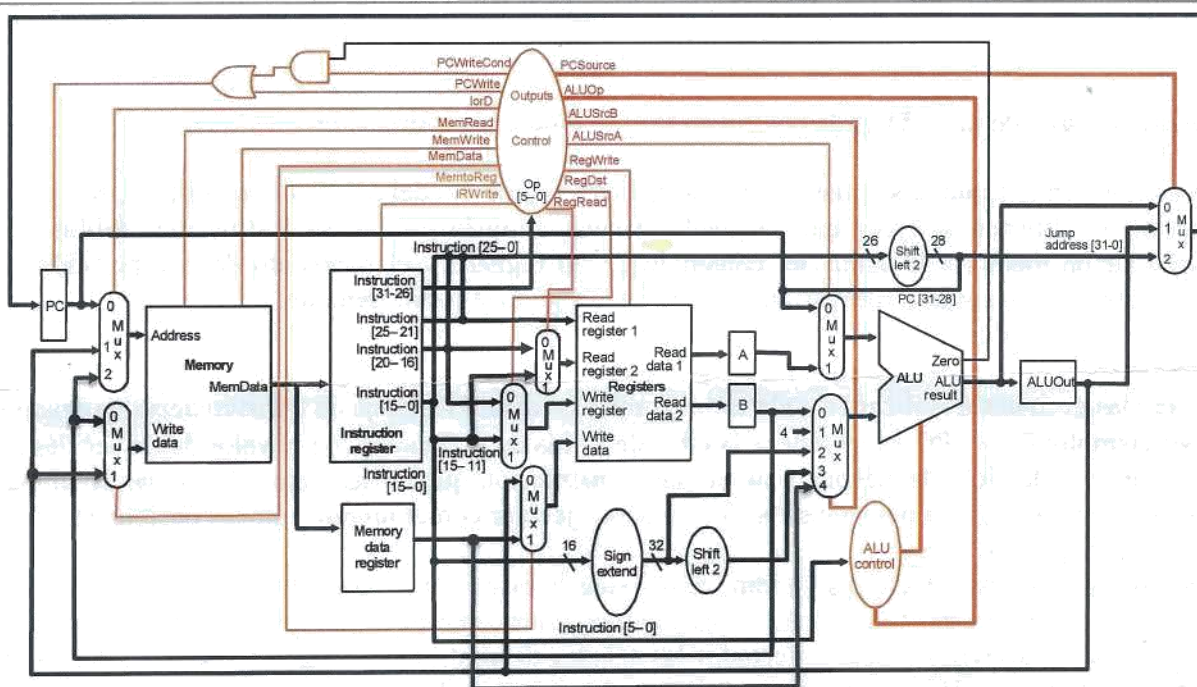 PCWriteCond
PCWrite
IorD
MemRead
MemWrite
MemData
MemtoReg
IRWrite
Outputs
Control
Op
[5–0]
PCSource
ALUOp
ALUSrcB
ALUSrcA
RegWrite
RegDst
RegRead
0
1
2
Mux
Jump
address [31-0]
26
Shift
left 2
28
PC [31-28]
Instruction [25–0]
PC
0
Mux
1
2
Address
Memory
MemData
Write
data
0
Mux
1
Instruction
[31-26]
Instruction
[25–21]
Instruction
[20–16]
Instruction
[15–0]
Instruction
register
Instruction
[15–0]
Instruction
[15–11]
Memory
data
register
0
Mux
1
0
Mux
1
0
Mux
1
Read
register 1
Read
register 2
Registers
Write
register
Write
data
Read
data 1
Read
data 2
A
B
4
0
Mux
1
0
1
2
3
4
Mux
Zero
ALU
ALU
result
ALUOut
16
Sign
extend
32
Shift
left 2
ALU
control
Instruction [5–0]